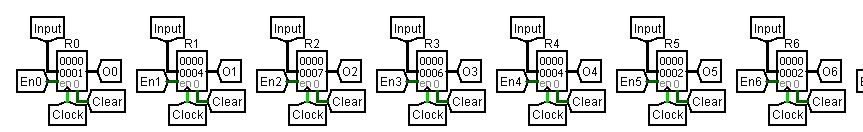 Input Input Input Input Input Input Input
R0 R1 R2 R3 R4 R5 R6
0000 0000 0000 0000 0000 0000 0000
0001 O0 0004 O1 0007 O2 0006 O3 0004 O4 0002 O5 0002 O6
En0 en 0 En1 en 0 En2 en 0 En3 en 0 En4 en 0 En5 en 0 En6 en 0
Clear Clear Clear Clear Clear Clear Clear
Clock Clock Clock Clock Clock Clock Clock